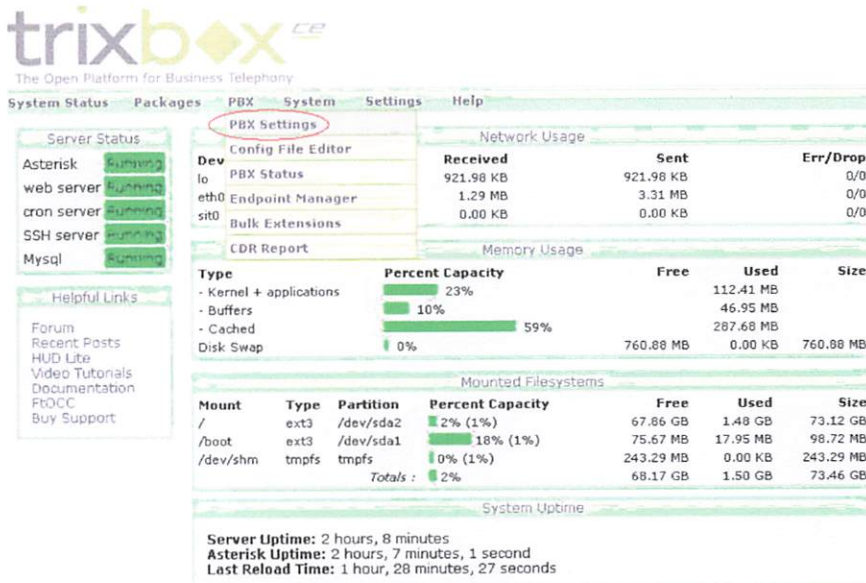 trixbox ce
The Open Platform for Business Telephony
System Status Packages PBX System Settings Help
PBX Settings
Config File Editor
PBX Status
Endpoint Manager
Bulk Extensions
CDR Report
Server Status
Asterisk Running
web server Running
cron server Running
SSH server Running
Mysql Running
Helpful Links
Forum
Recent Posts
HUD Lite
Video Tutorials
Documentation
FtOCC
Buy Support
Network Usage
Dev Received Sent Err/Drop
lo 921.98 KB 921.98 KB 0/0
eth0 1.29 MB 3.31 MB 0/0
sit0 0.00 KB 0.00 KB 0/0
Memory Usage
Type Percent Capacity Free Used Size
- Kernel + applications 23% 112.41 MB
- Buffers 10% 46.95 MB
- Cached 59% 287.68 MB
Disk Swap 0% 760.88 MB 0.00 KB 760.88 MB
Mounted Filesystems
Mount Type Partition Percent Capacity Free Used Size
/ ext3 /dev/sda2 2% (1%) 67.86 GB 1.48 GB 73.12 GB
/boot ext3 /dev/sda1 18% (1%) 75.67 MB 17.95 MB 98.72 MB
/dev/shm tmpfs tmpfs 0% (1%) 243.29 MB 0.00 KB 243.29 MB
Totals : 2% 68.17 GB 1.50 GB 73.46 GB
System Uptime
Server Uptime: 2 hours, 8 minutes
Asterisk Uptime: 2 hours, 7 minutes, 1 second
Last Reload Time: 1 hour, 28 minutes, 27 seconds